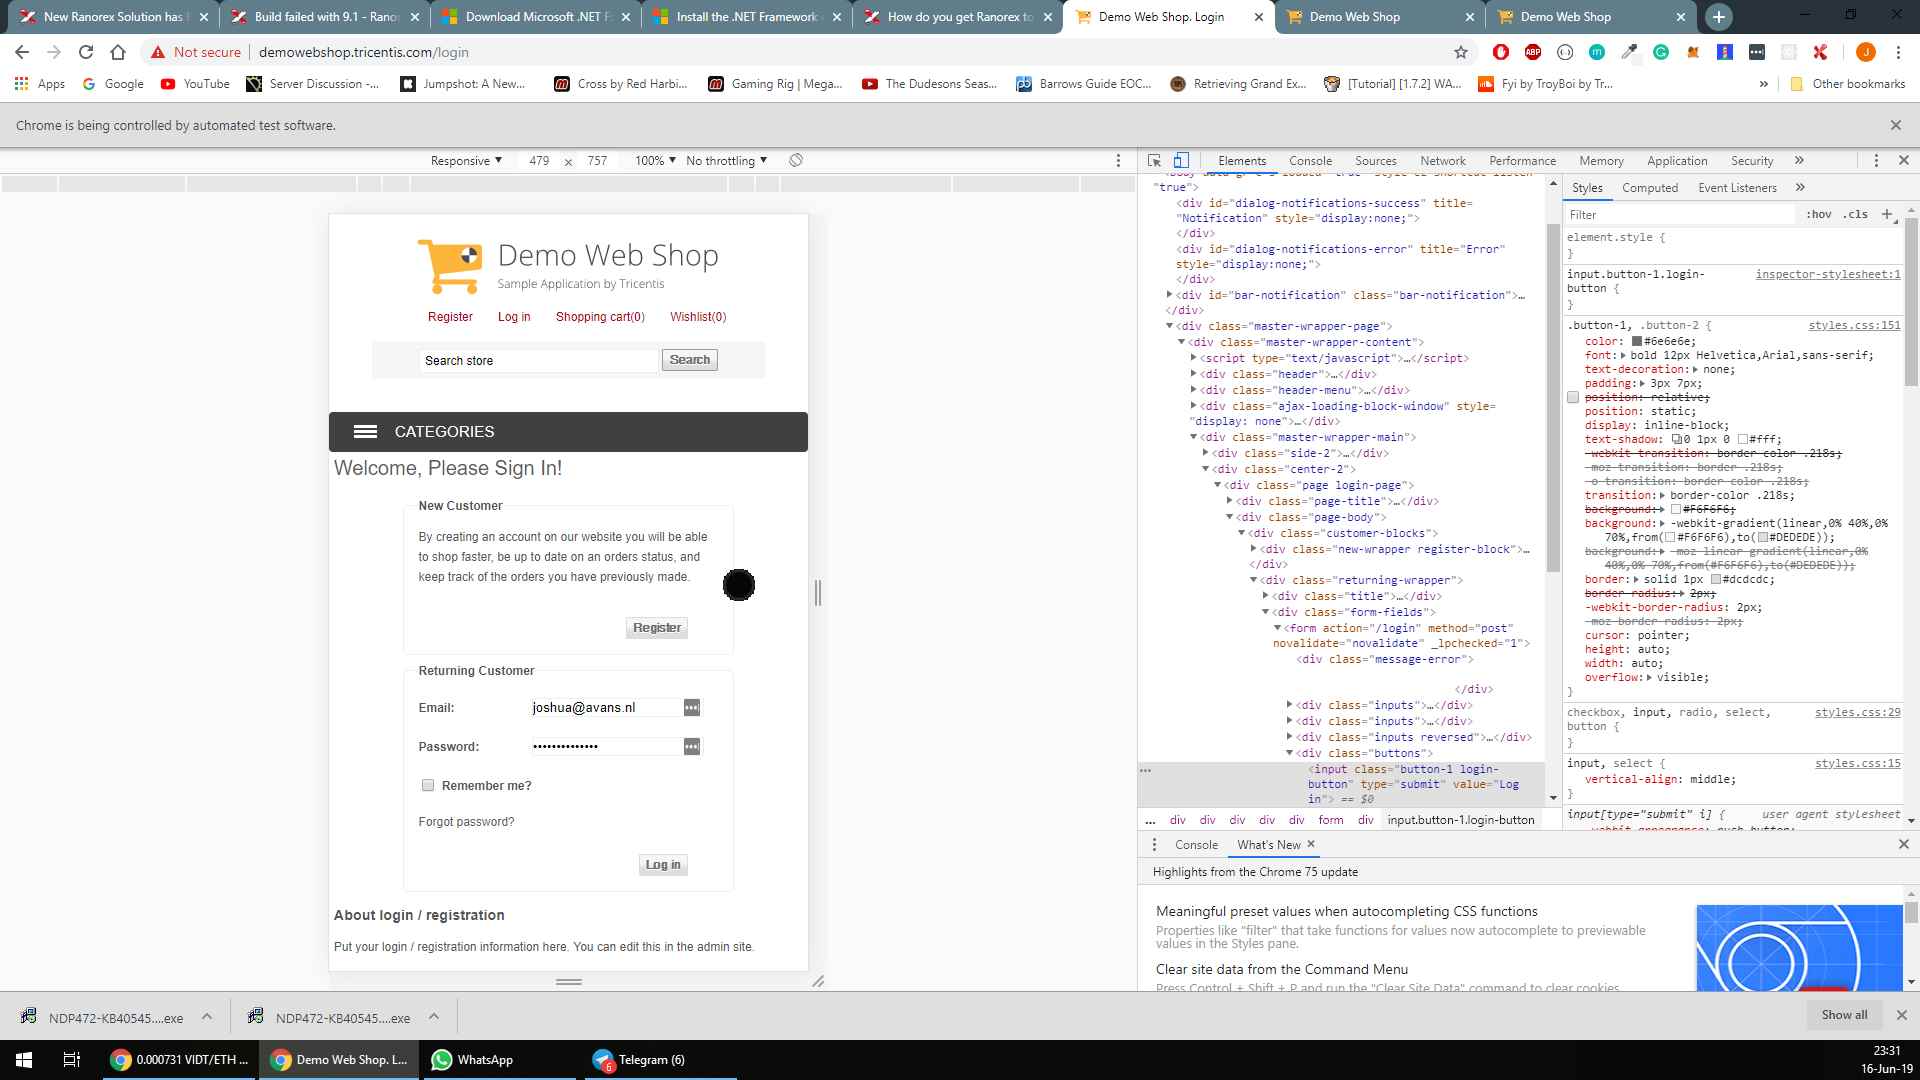 New Ranorex Solution has
Build failed with 9.1 - Ranor
Download Microsoft .NET F
Install the .NET Framework
How do you get Ranorex to
Demo Web Shop. Login
Demo Web Shop
Demo Web Shop
Not secure
demowebshop.tricentis.com/login
Apps
Google
YouTube
Server Discussion -...
Jumpshot: A New...
Cross by Red Harbi...
Gaming Rig | Mega...
The Dudesons Seas...
Barrows Guide EOC...
Retrieving Grand Ex...
[Tutorial] [1.7.2] WA...
Fyi by TroyBoi by Tr...
»
Other bookmarks
Chrome is being controlled by automated test software.
Responsive ▼ 479 x 757 100% ▼ No throttling ▼
Elements Console Sources Network Performance Memory Application Security »
Demo Web Shop
Sample Application by Tricentis
Register Log in Shopping cart(0) Wishlist(0)
Search store Search
CATEGORIES
Welcome, Please Sign In!
New Customer
By creating an account on our website you will be able
to shop faster, be up to date on an orders status, and
keep track of the orders you have previously made.
Register
Returning Customer
Email: joshua@avans.nl
Password: ••••••••••••••
Remember me?
Forgot password?
Log in
About login / registration
Put your login / registration information here. You can edit this in the admin site.
"true">
<div id="dialog-notifications-success" title=
"Notification" style="display:none;">
</div>
<div id="dialog-notifications-error" title="Error"
style="display:none;">
</div>
<div id="bar-notification" class="bar-notification">…
</div>
<div class="master-wrapper-page">
<div class="master-wrapper-content">
<script type="text/javascript">…</script>
<div class="header">…</div>
<div class="header-menu">…</div>
<div class="ajax-loading-block-window" style=
"display: none">…</div>
<div class="master-wrapper-main">
<div class="side-2">…</div>
<div class="center-2">
<div class="page login-page">
<div class="page-title">…</div>
<div class="page-body">
<div class="customer-blocks">
<div class="new-wrapper register-block">…
</div>
<div class="returning-wrapper">
<div class="title">…</div>
<div class="form-fields">
<form action="/login" method="post"
novalidate="novalidate" _lpchecked="1">
<div class="message-error">
</div>
<div class="inputs">…</div>
<div class="inputs">…</div>
<div class="inputs reversed">…</div>
<div class="buttons">
<input class="button-1 login-
button" type="submit" value="Log
in"> == $0
... div div div div div form div input.button-1.login-button
Styles Computed Event Listeners »
Filter :hov .cls +
element.style {
}
input.button-1.login-
button {
inspector-stylesheet:1
}
.button-1, .button-2 { styles.css:151
color: #6e6e6e;
font: bold 12px Helvetica,Arial,sans-serif;
text-decoration: none;
padding: 3px 7px;
position: relative;
position: static;
display: inline-block;
text-shadow: 0 1px 0 #fff;
-webkit-transition: border-color .218s;
-moz-transition: border .218s;
-o-transition: border-color .218s;
transition: border-color .218s;
background: #F6F6F6;
background: -webkit-gradient(linear,0% 40%,0%
70%,from(#F6F6F6),to(#DEDEDE));
background: -moz-linear-gradient(linear,0%
40%,0% 70%,from(#F6F6F6),to(#DEDEDE));
border: solid 1px #dcdcdc;
border-radius: 2px;
-webkit-border-radius: 2px;
-moz-border-radius: 2px;
cursor: pointer;
height: auto;
width: auto;
overflow: visible;
}
checkbox, input, radio, select, styles.css:29
button {
}
input, select { styles.css:15
vertical-align: middle;
}
input[type="submit" i] { user agent stylesheet
Console What's New
Highlights from the Chrome 75 update
Meaningful preset values when autocompleting CSS functions
Properties like "filter" that take functions for values now autocomplete to previewable
values in the Styles pane.
Clear site data from the Command Menu
Press Control + Shift + P and run the "Clear Site Data" command to clear cookies
NDP472-KB40545....exe
NDP472-KB40545....exe
Show all
0.000731 VIDT/ETH ...
Demo Web Shop. L...
WhatsApp
Telegram (6)
23:31
16-Jun-19